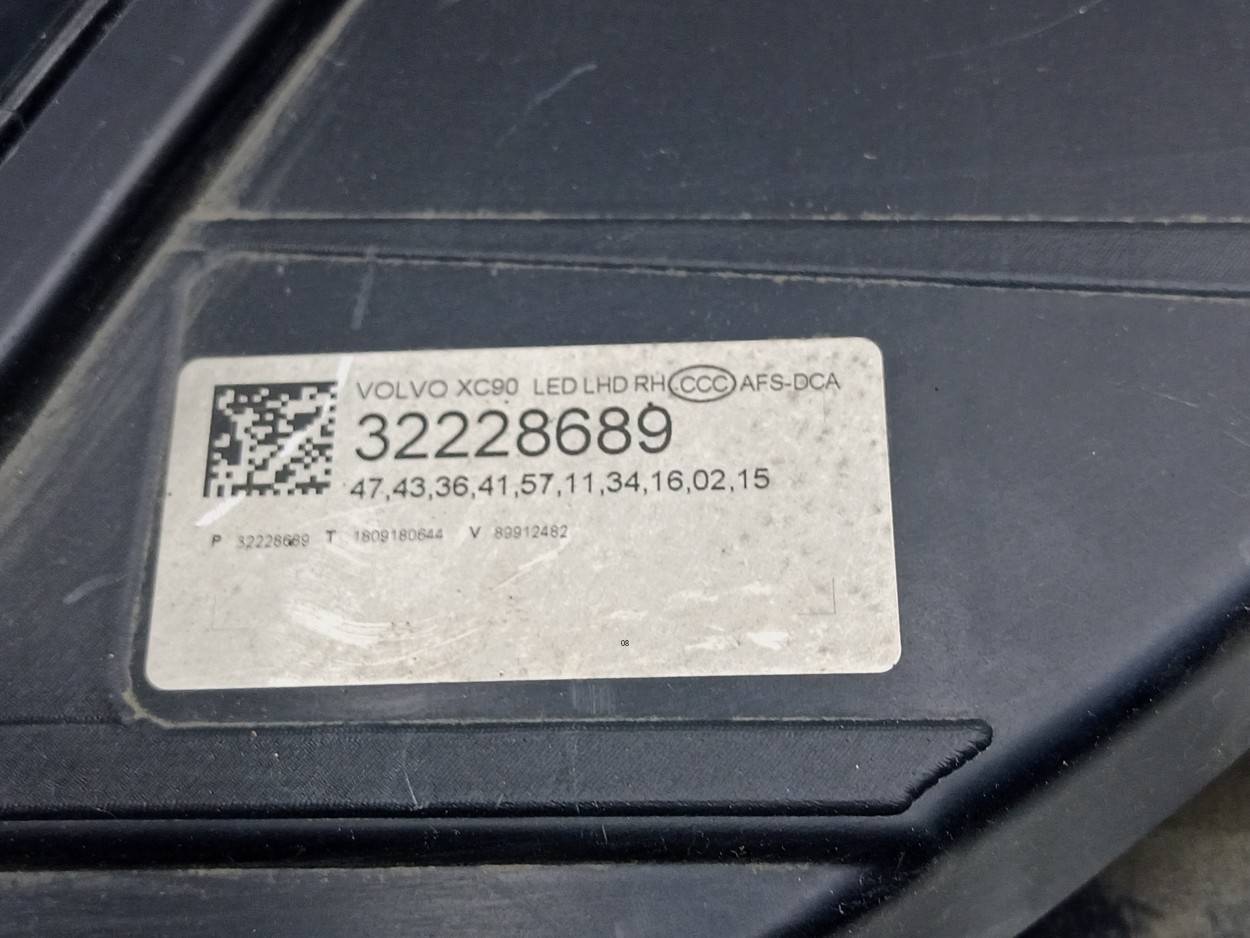 VOLVO XC90 LED LHD RH CCC AFS-DCA
32228689
47,43,36,41,57,11,34,16,02,15
P 32228689 T 1809180644 V 89912482
08